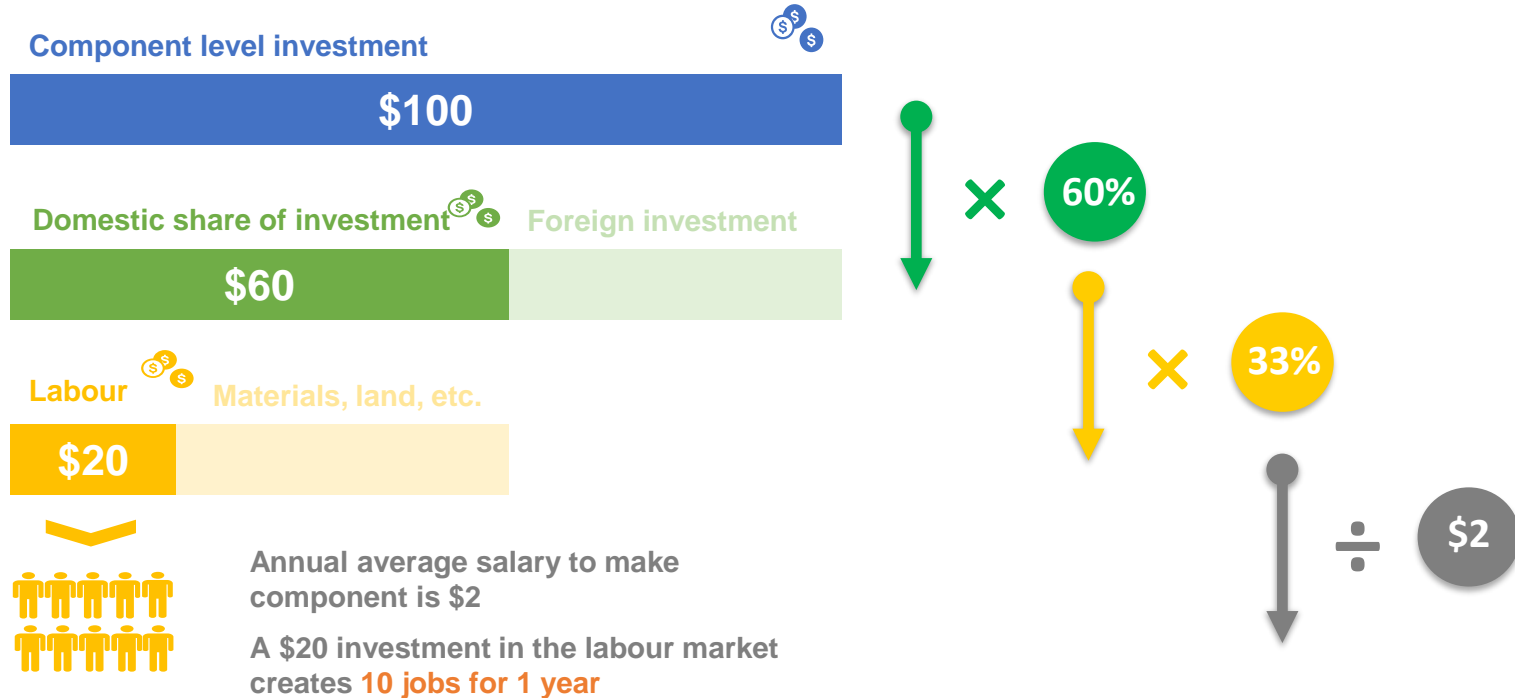 Component level investment
$100
Domestic share of investment
Foreign investment
$60
Labour
Materials, land, etc.
$20
Annual average salary to make
component is $2
A $20 investment in the labour market
creates 10 jobs for 1 year
× 60%
× 33%
÷ $2